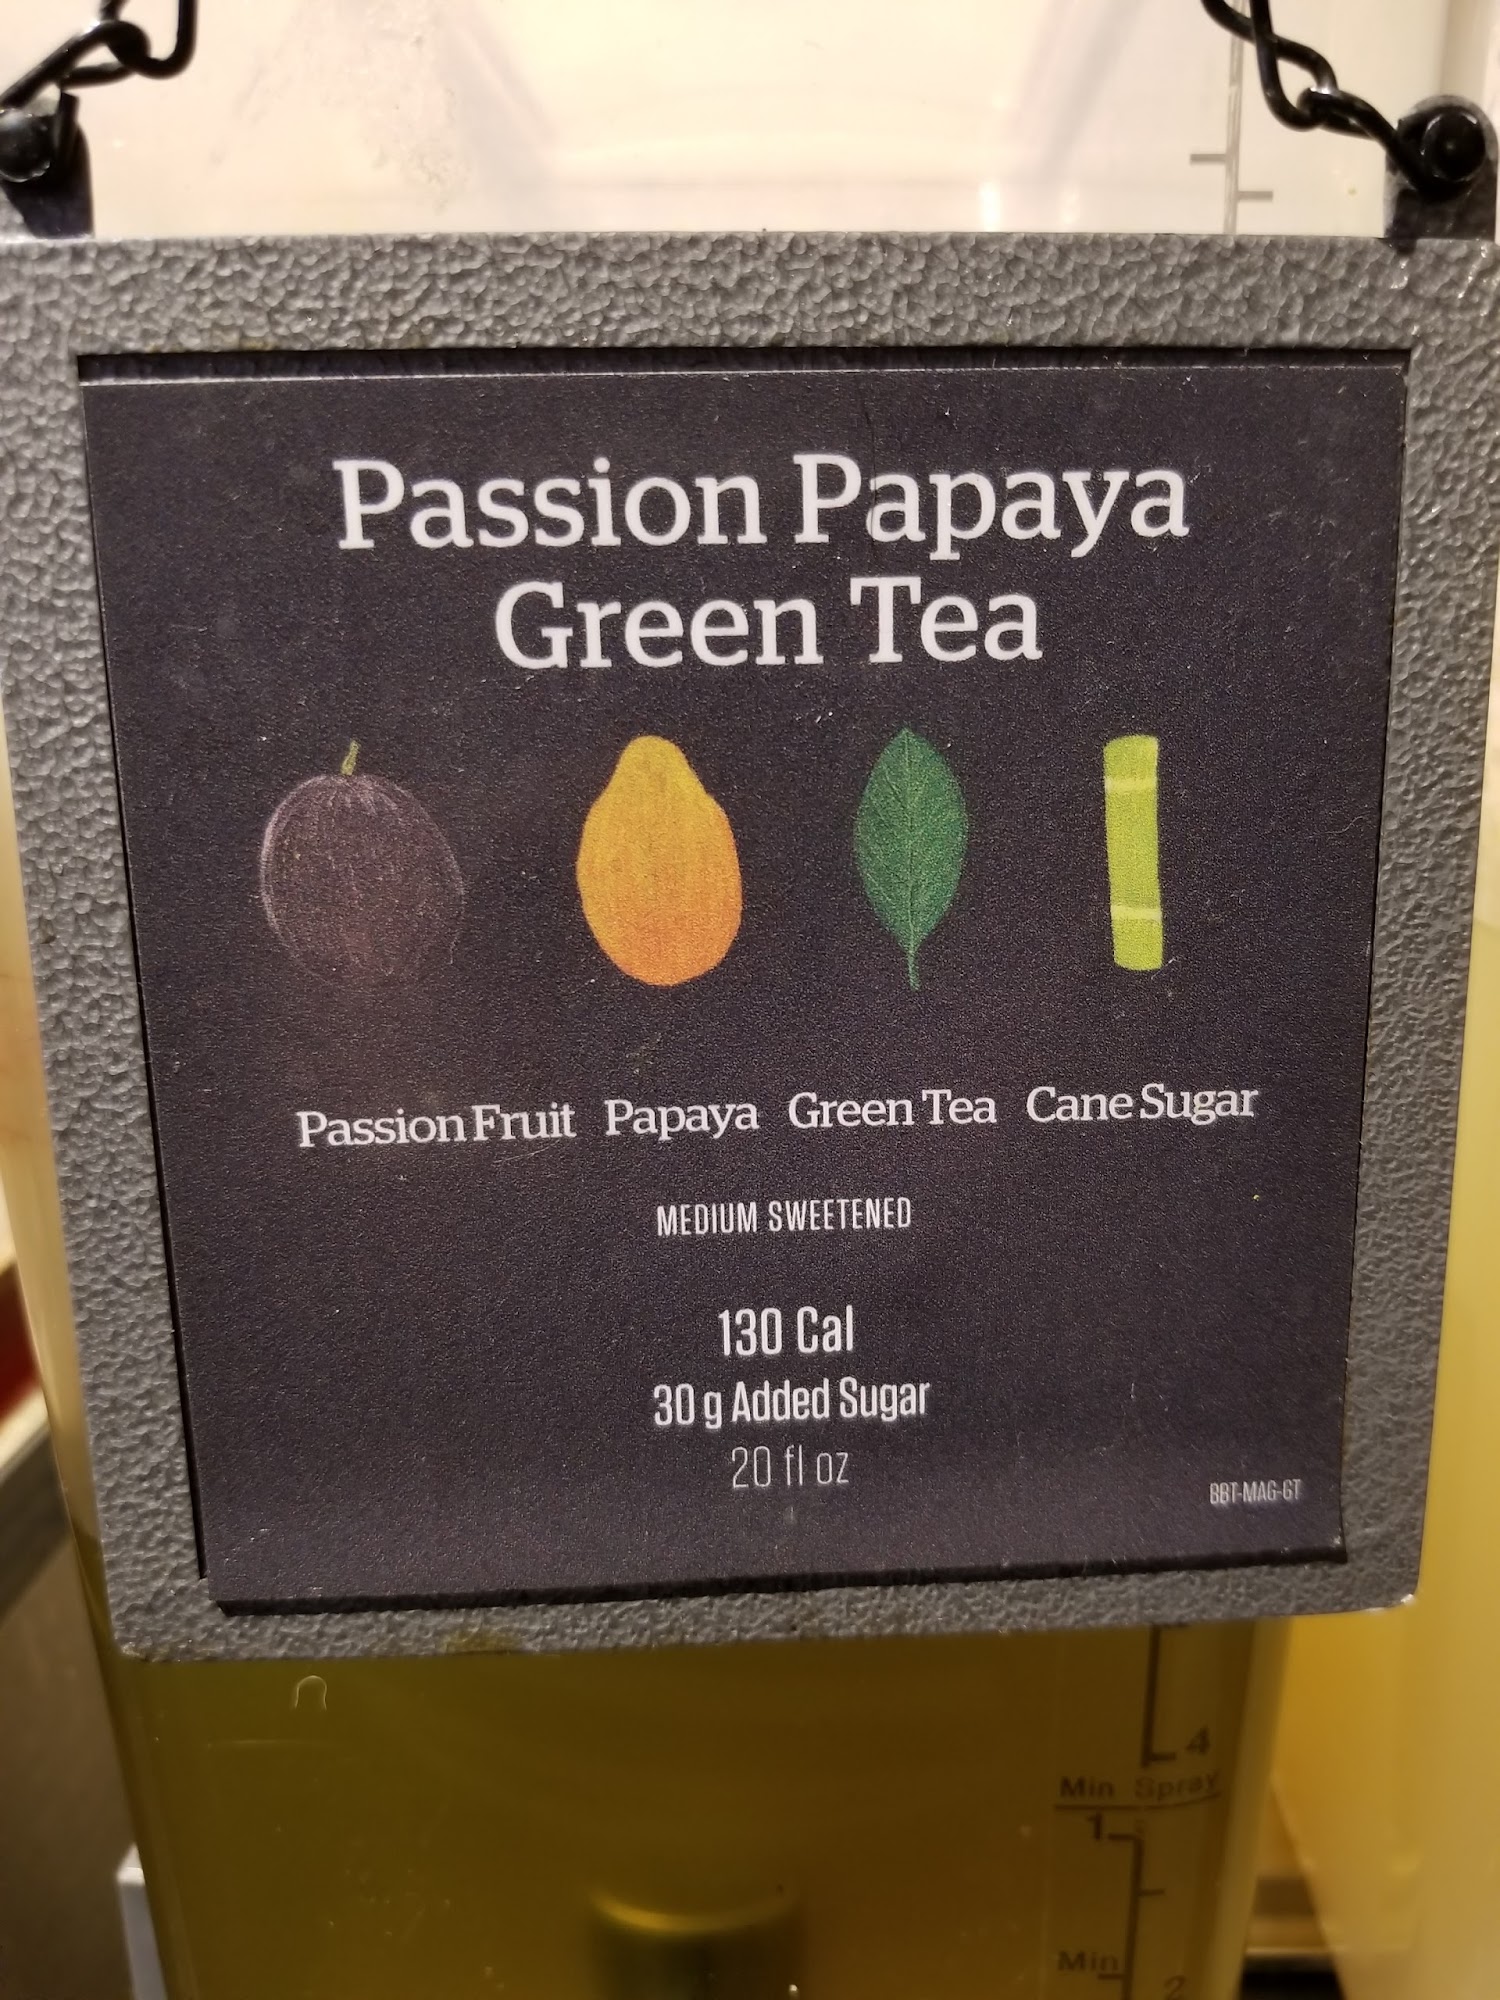 Passion Papaya
Green Tea
Passion Fruit Papaya Green Tea Cane Sugar
MEDIUM SWEETENED
130 Cal
30 g Added Sugar
20 fl oz
BBT-MAG-GT
4
Min Spray
1
Min
2